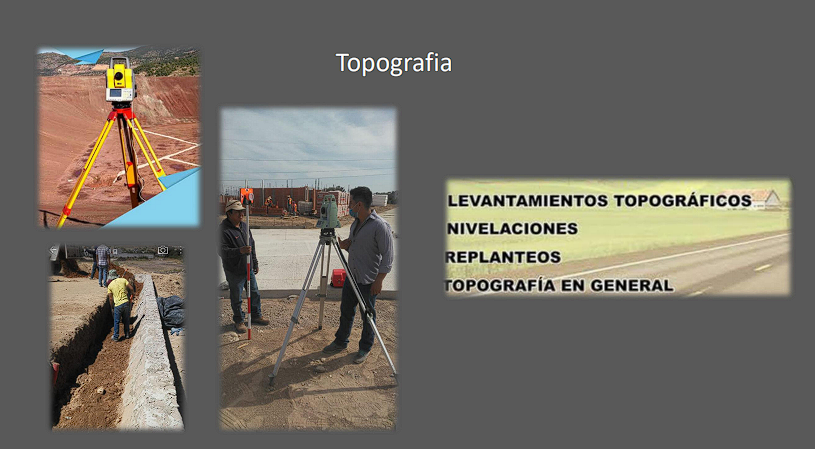 Topografia
LEVANTAMIENTOS TOPOGRÁFICOS
NIVELACIONES
REPLANTEOS
TOPOGRAFÍA EN GENERAL